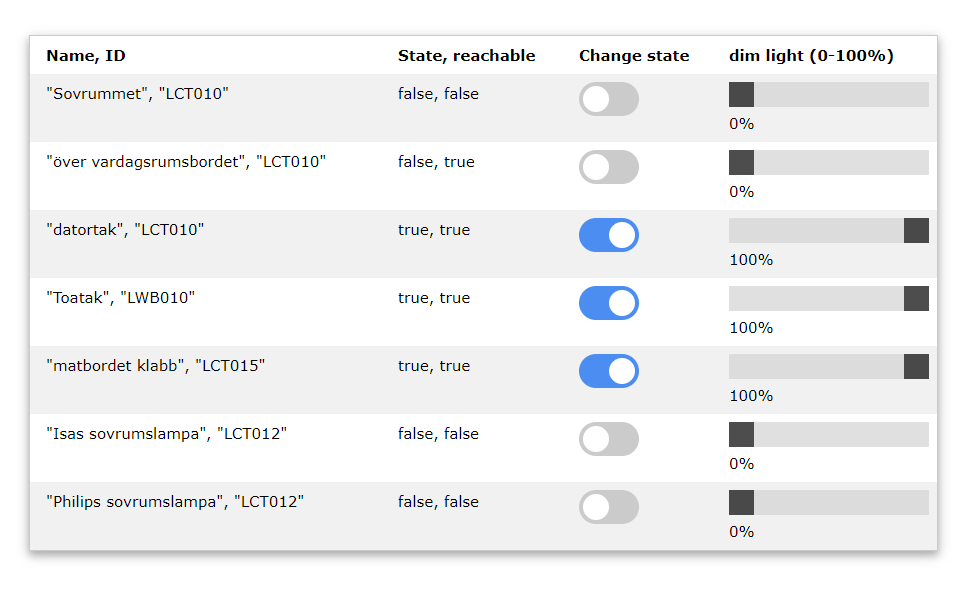 Name, ID State, reachable Change state dim light (0-100%)
"Sovrummet", "LCT010" false, false
0%
"över vardagsrumsbordet", "LCT010" false, true
0%
"datortak", "LCT010" true, true
100%
"Toatak", "LWB010" true, true
100%
"matbordet klabb", "LCT015" true, true
100%
"Isas sovrumslampa", "LCT012" false, false
0%
"Philips sovrumslampa", "LCT012" false, false
0%